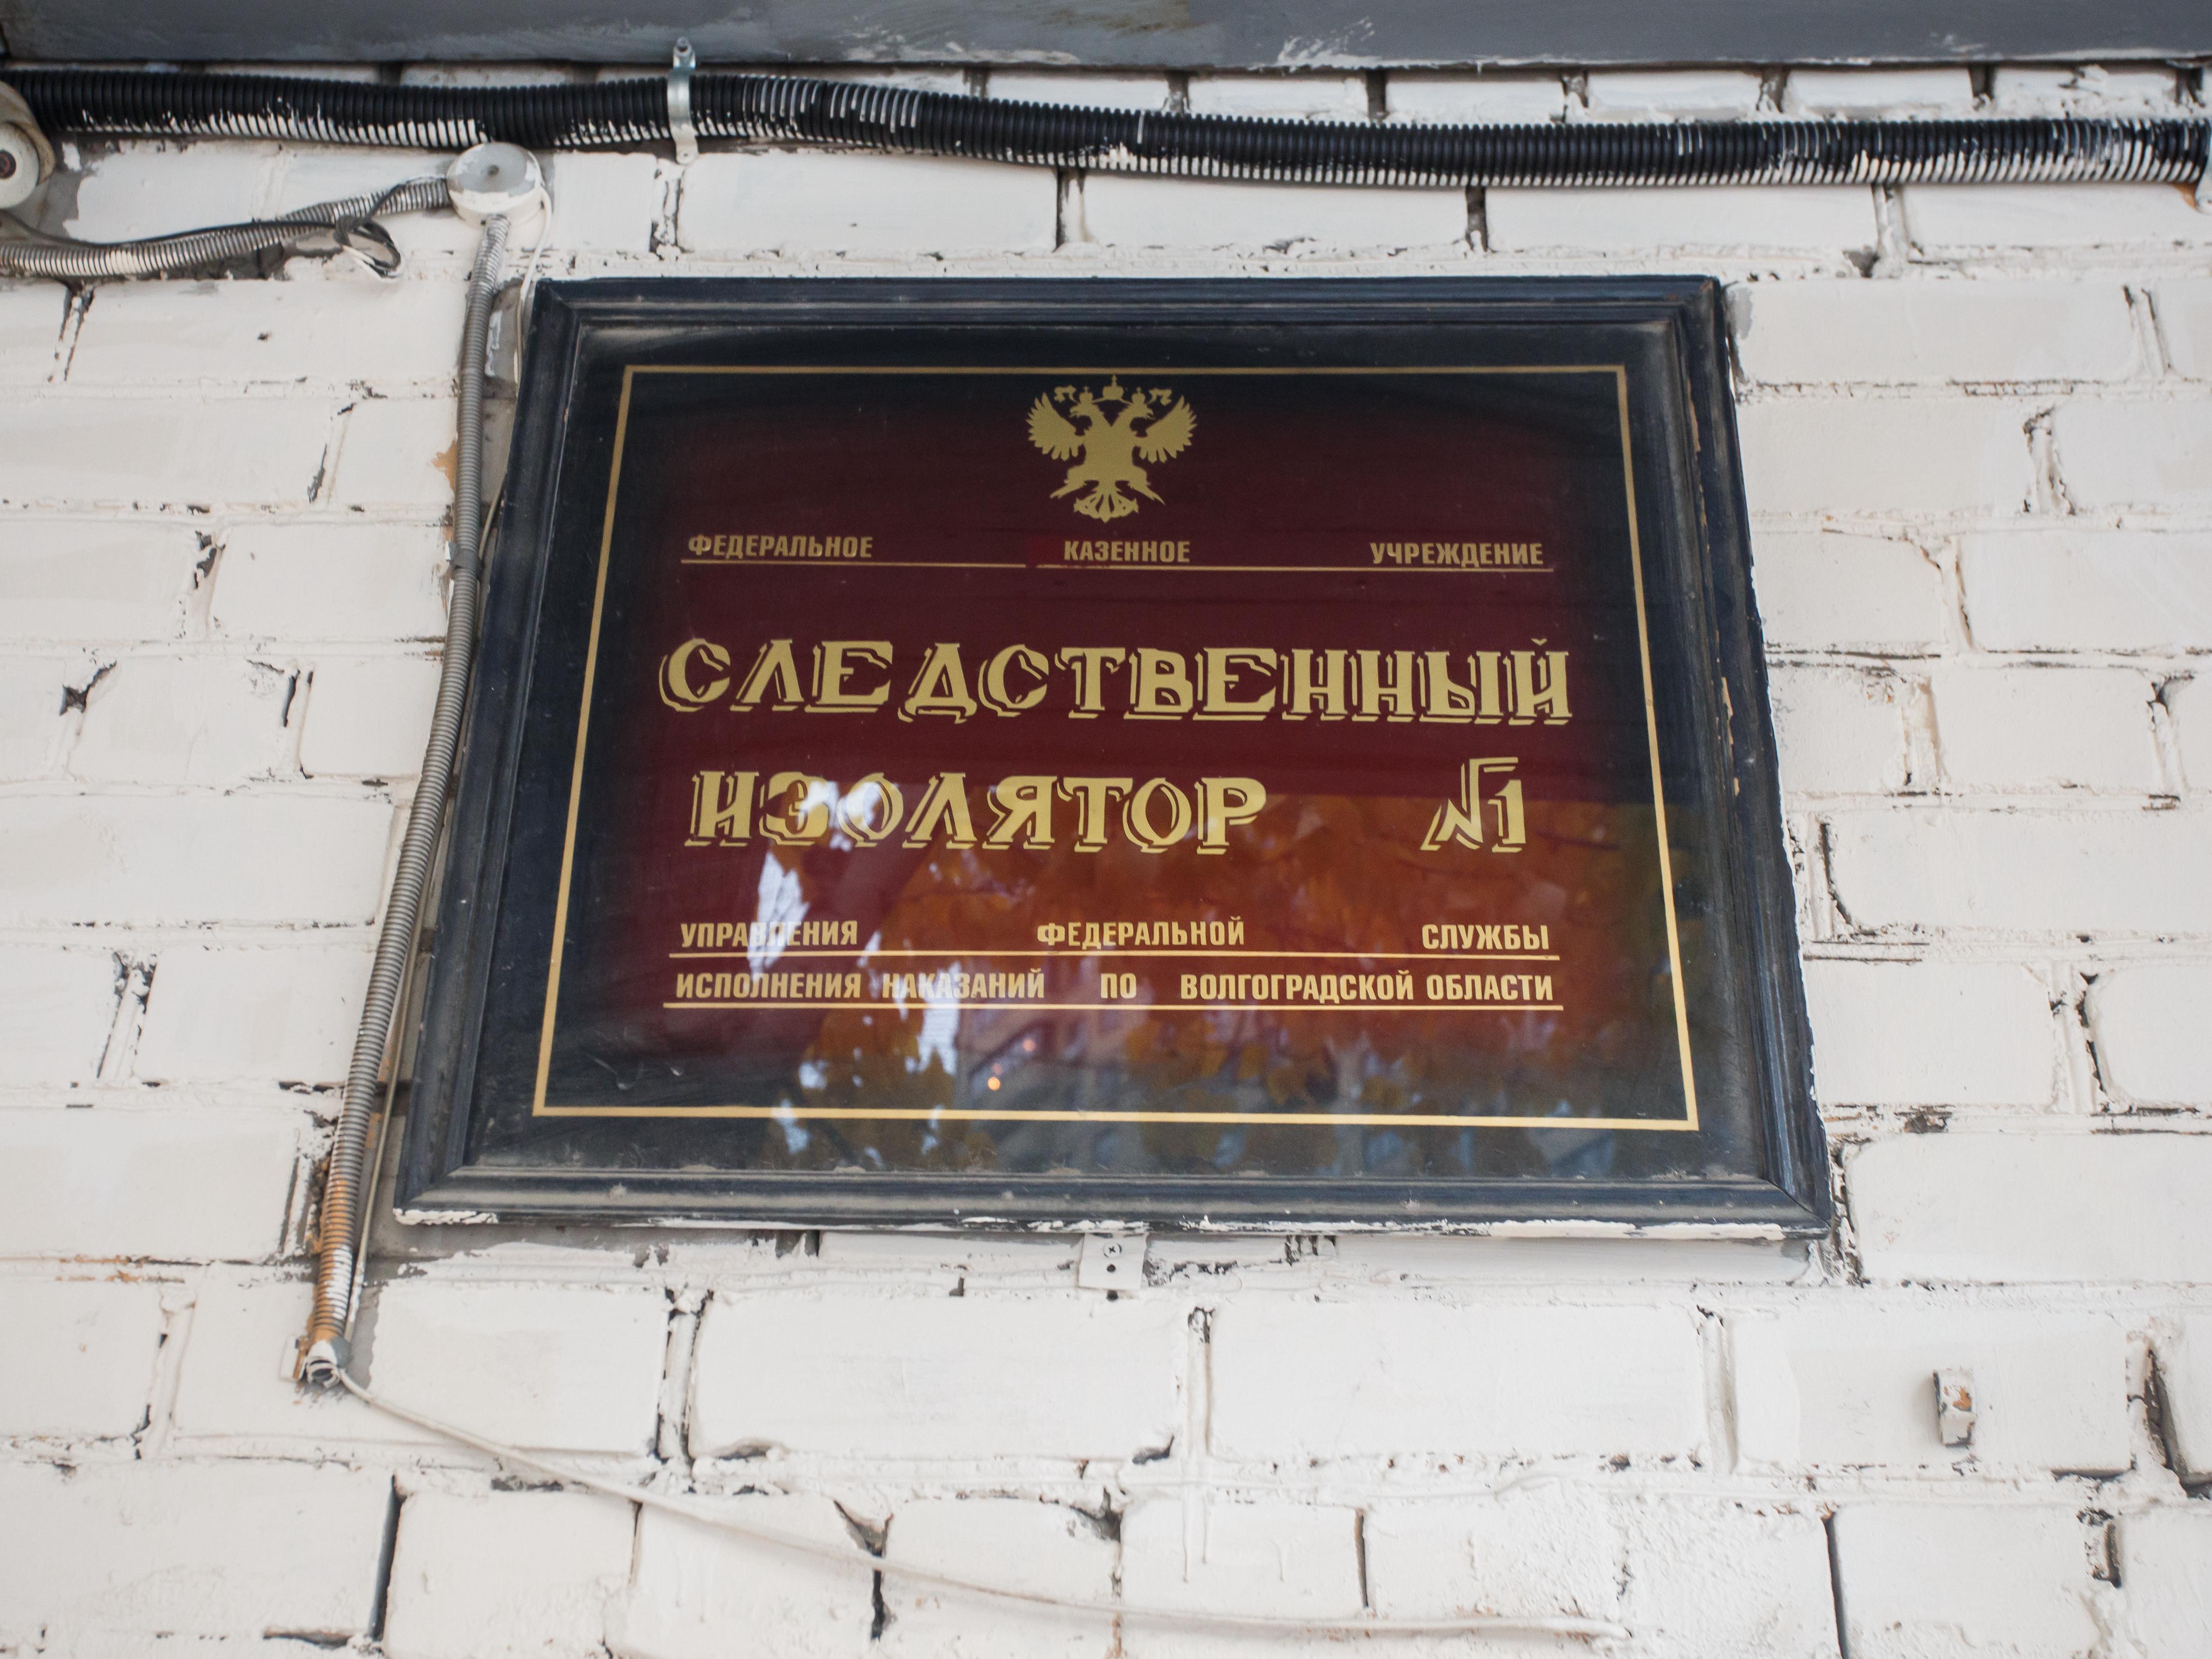 ФЕДЕРАЛЬНОЕ КАЗЕННОЕ УЧРЕЖДЕНИЕ
СЛЕДСТВЕННЫЙ
ИЗОЛЯТОР №1
УПРАВЛЕНИЯ ФЕДЕРАЛЬНОЙ СЛУЖБЫ
ИСПОЛНЕНИЯ НАКАЗАНИЙ ПО ВОЛГОГРАДСКОЙ ОБЛАСТИ